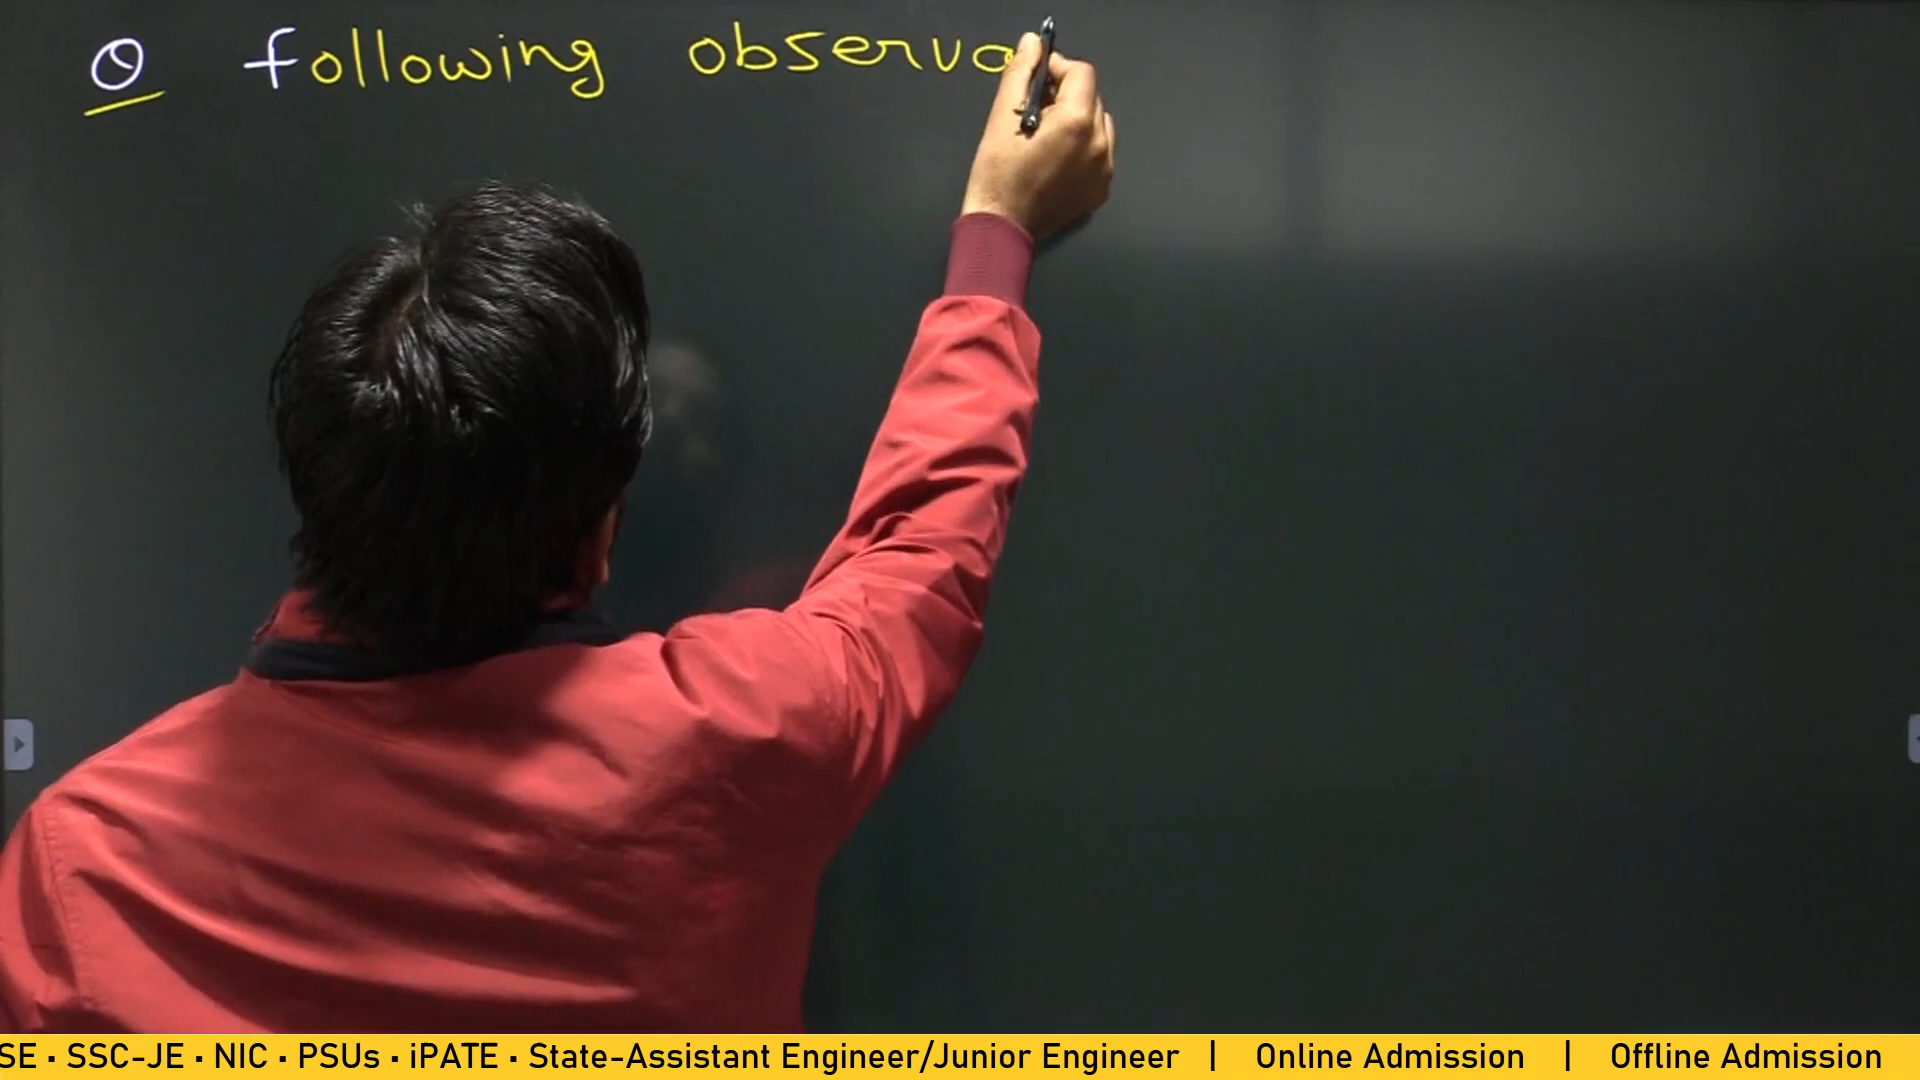 Q following observa
SE · SSC-JE · NIC · PSUs · iPATE · State-Assistant Engineer/Junior Engineer | Online Admission | Offline Admission